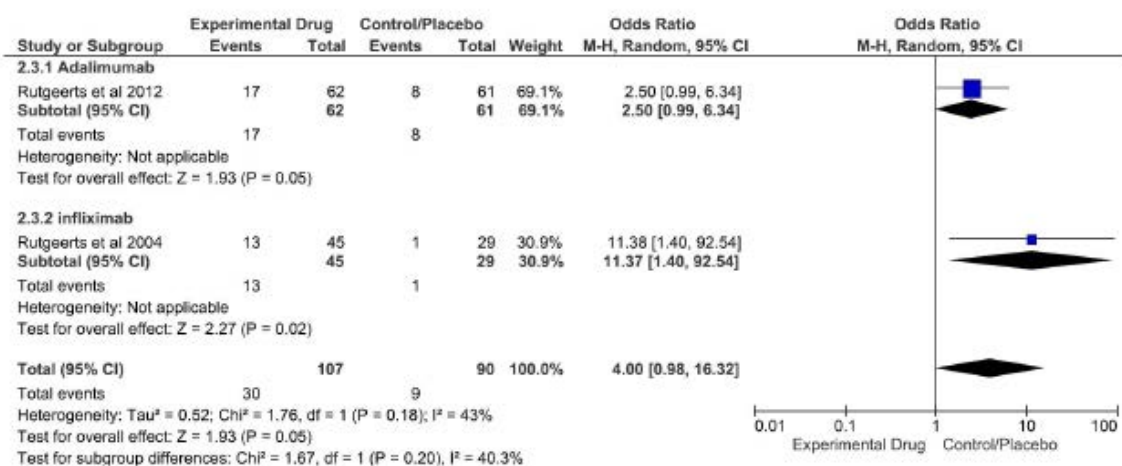 Experimental Drug Control/Placebo Odds Ratio Odds Ratio
Study or Subgroup Events Total Events Total Weight M-H, Random, 95% CI M-H, Random, 95% CI
2.3.1 Adalimumab
Rutgeerts et al 2012 17 62 8 61 69.1% 2.50 [0.99, 6.34]
Subtotal (95% CI) 62 61 69.1% 2.50 [0.99, 6.34]
Total events 17 8
Heterogeneity: Not applicable
Test for overall effect: Z = 1.93 (P = 0.05)
2.3.2 infliximab
Rutgeerts et al 2004 13 45 1 29 30.9% 11.38 [1.40, 92.54]
Subtotal (95% CI) 45 29 30.9% 11.37 [1.40, 92.54]
Total events 13 1
Heterogeneity: Not applicable
Test for overall effect: Z = 2.27 (P = 0.02)
Total (95% CI) 107 90 100.0% 4.00 [0.98, 16.32]
Total events 30 9
Heterogeneity: Tau² = 0.52; Chi² = 1.76, df = 1 (P = 0.18); I² = 43%
Test for overall effect: Z = 1.93 (P = 0.05)
Test for subgroup differences: Chi² = 1.67, df = 1 (P = 0.20), I² = 40.3%
0.01 0.1 1 10 100
Experimental Drug Control/Placebo